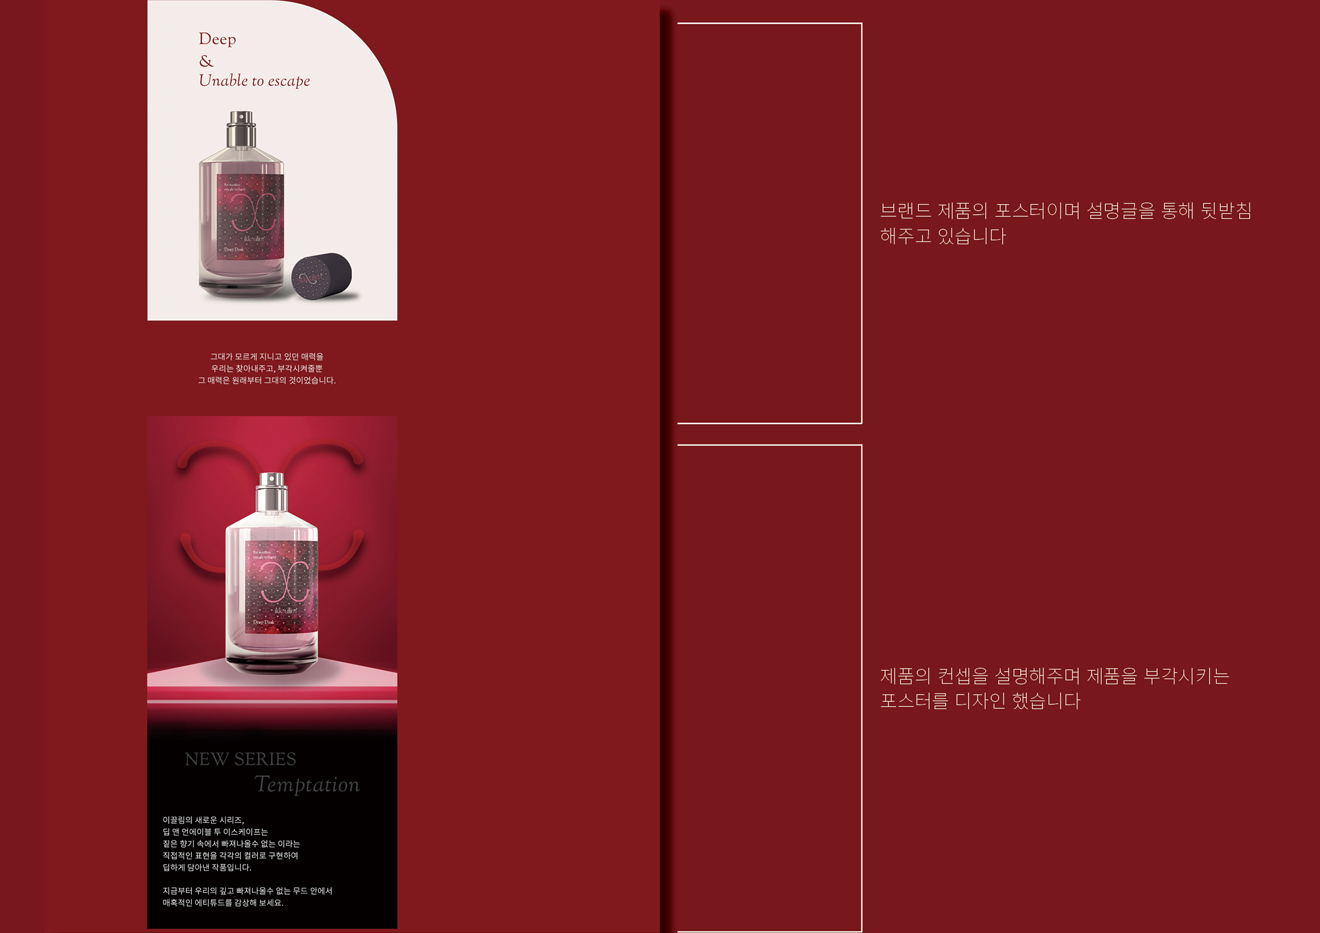 Deep
&
Unable to escape
그대가 모르게 지니고 있던 매력을
우리는 찾아내주고, 부각시켜줄뿐
그 매력은 원래부터 그대의 것이었습니다.
NEW SERIES
Temptation
이끌림의 새로운 시리즈,
딥 앤 언에이블 투 이스케이프는
짙은 향기 속에서 빠져나올수 없는 이라는
직접적인 표현을 각각의 컬러로 구현하여
딥하게 담아낸 작품입니다.
지금부터 우리의 깊고 빠져나올수 없는 무드 안에서
매혹적인 에티튜드를 감상해 보세요.
브랜드 제품의 포스터이며 설명글을 통해 뒷받침
해주고 있습니다
제품의 컨셉을 설명해주며 제품을 부각시키는
포스터를 디자인 했습니다